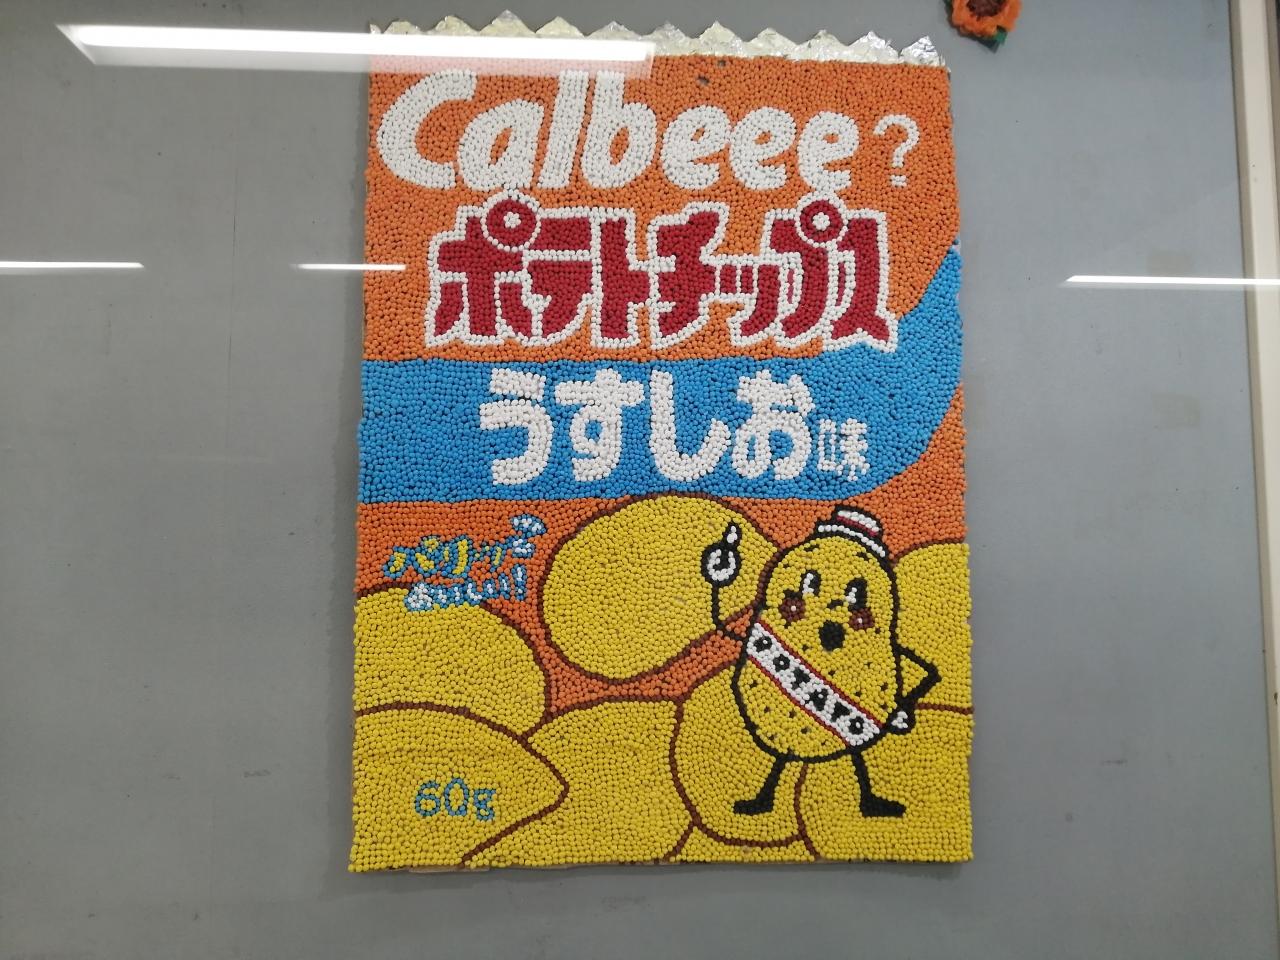 Calbeee?
ポテトチップス
うすしお味
パリッと
おいしい!!
POTATO
60g